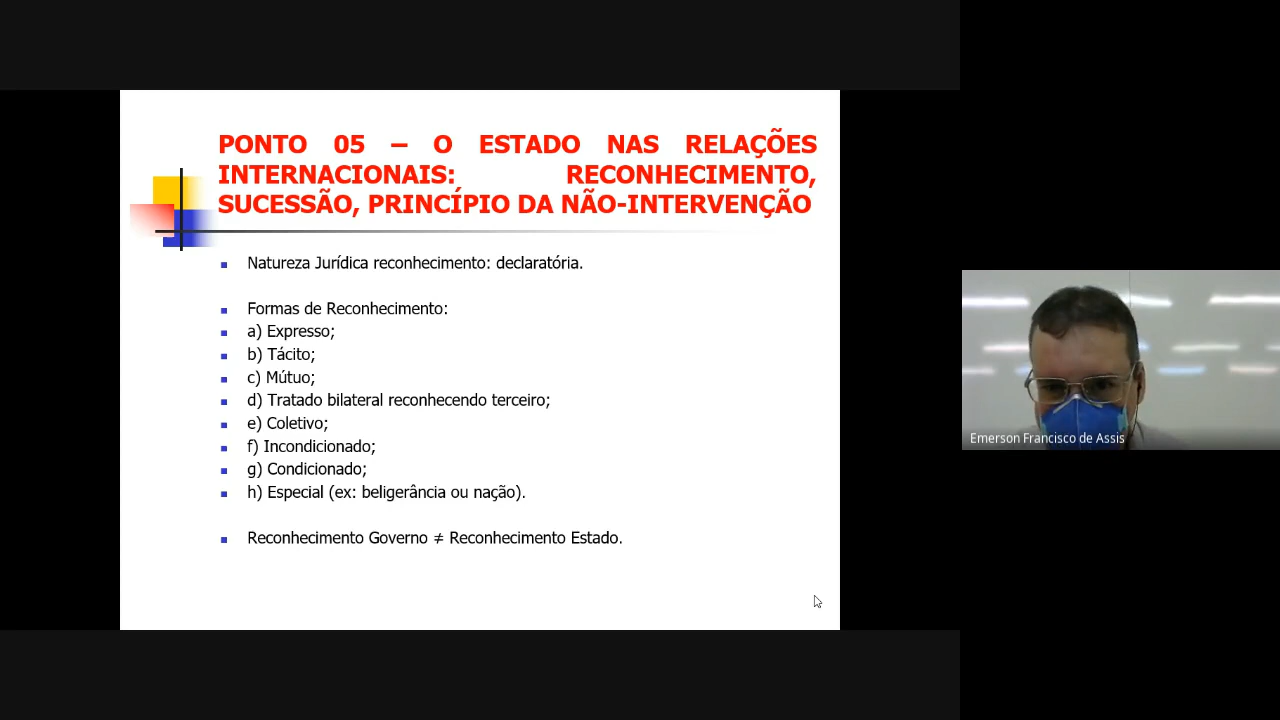 PONTO 05 – O ESTADO NAS RELAÇÕES
INTERNACIONAIS: RECONHECIMENTO,
SUCESSÃO, PRINCÍPIO DA NÃO-INTERVENÇÃO
Natureza Jurídica reconhecimento: declaratória.
Formas de Reconhecimento:
a) Expresso;
b) Tácito;
c) Mútuo;
d) Tratado bilateral reconhecendo terceiro;
e) Coletivo;
f) Incondicionado;
g) Condicionado;
h) Especial (ex: beligerância ou nação).
Reconhecimento Governo ≠ Reconhecimento Estado.
Emerson Francisco de Assis